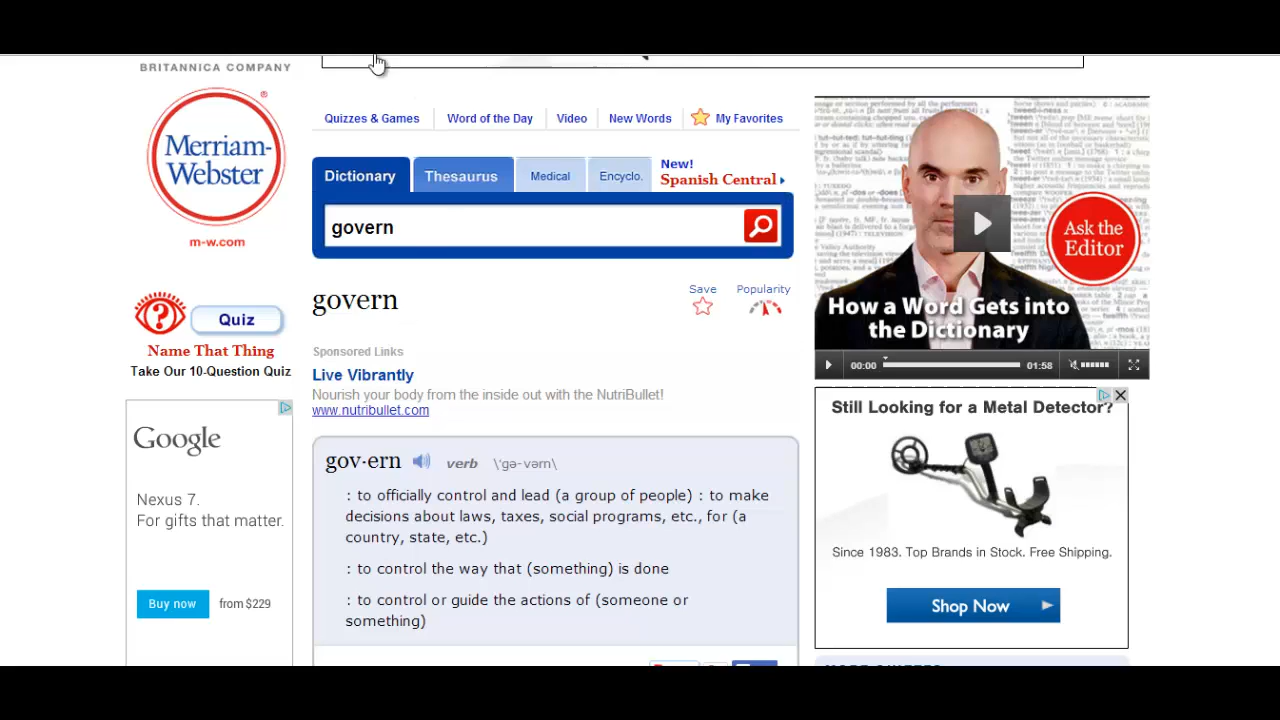 BRITANNICA COMPANY
Merriam-
Webster
®
m-w.com
Quizzes & Games
Word of the Day
Video
New Words
My Favorites
Dictionary
Thesaurus
Medical
Encyclo.
New!
Spanish Central
govern
govern
Save
Popularity
Quiz
Name That Thing
Take Our 10-Question Quiz
Sponsored Links
Live Vibrantly
Nourish your body from the inside out with the NutriBullet!
www.nutribullet.com
Google
Nexus 7.
For gifts that matter.
Buy now
from $229
gov·ern
verb
\ˈgə-vərn\
: to officially control and lead (a group of people) : to make
decisions about laws, taxes, social programs, etc., for (a
country, state, etc.)
: to control the way that (something) is done
: to control or guide the actions of (someone or
something)
Ask the
Editor
How a Word Gets into
the Dictionary
00:00
01:58
Still Looking for a Metal Detector?
Since 1983. Top Brands in Stock. Free Shipping.
Shop Now